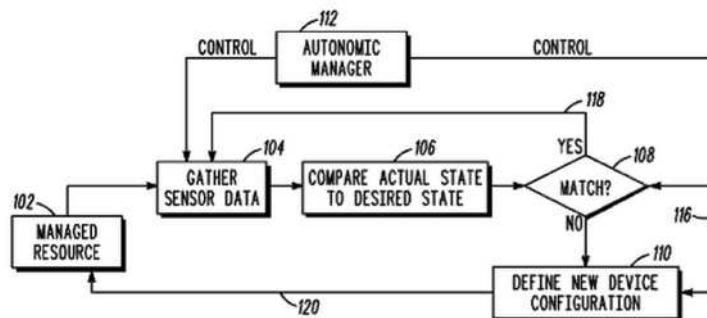 112
CONTROL
AUTONOMIC
MANAGER
CONTROL
118
YES
104
106
108
GATHER
SENSOR DATA
COMPARE ACTUAL STATE
TO DESIRED STATE
MATCH?
102
MANAGED
RESOURCE
NO
116
110
DEFINE NEW DEVICE
CONFIGURATION
120